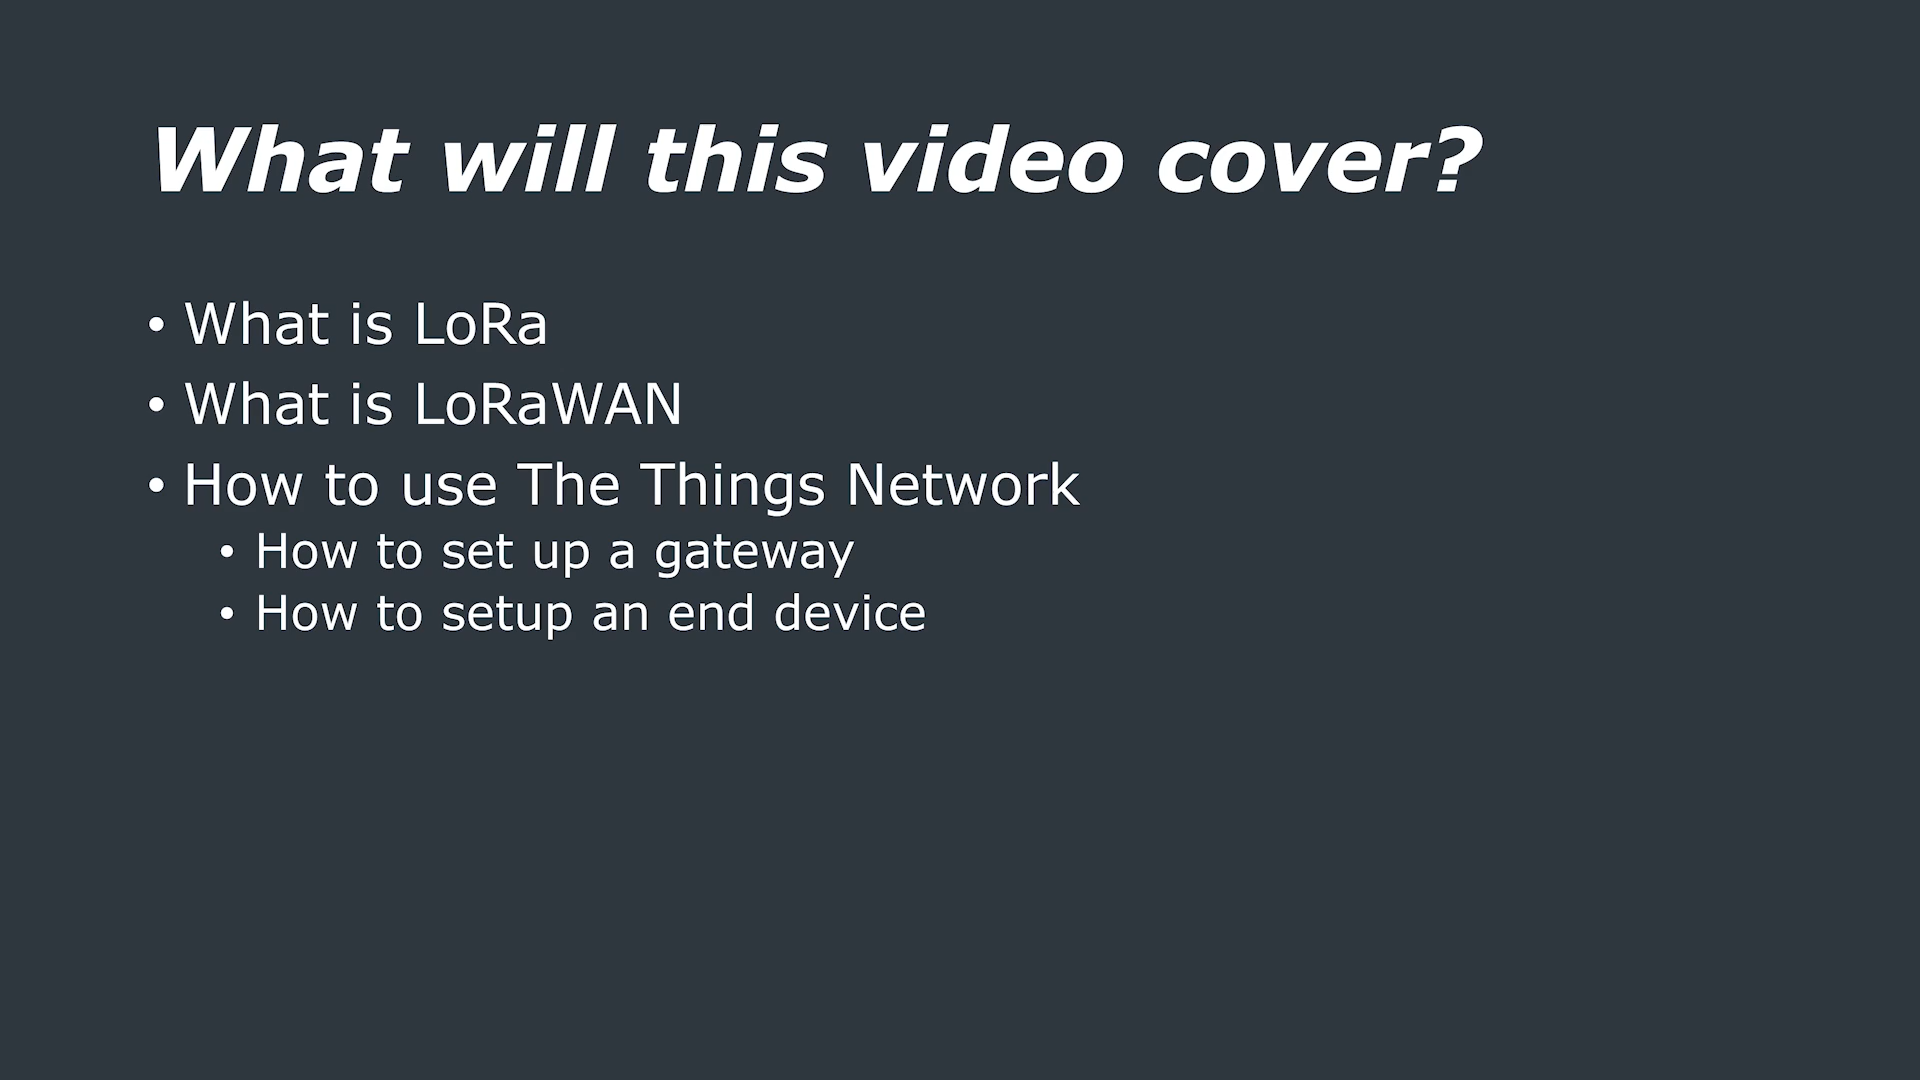 What will this video cover?
• What is LoRa
• What is LoRaWAN
• How to use The Things Network
• How to set up a gateway
• How to setup an end device